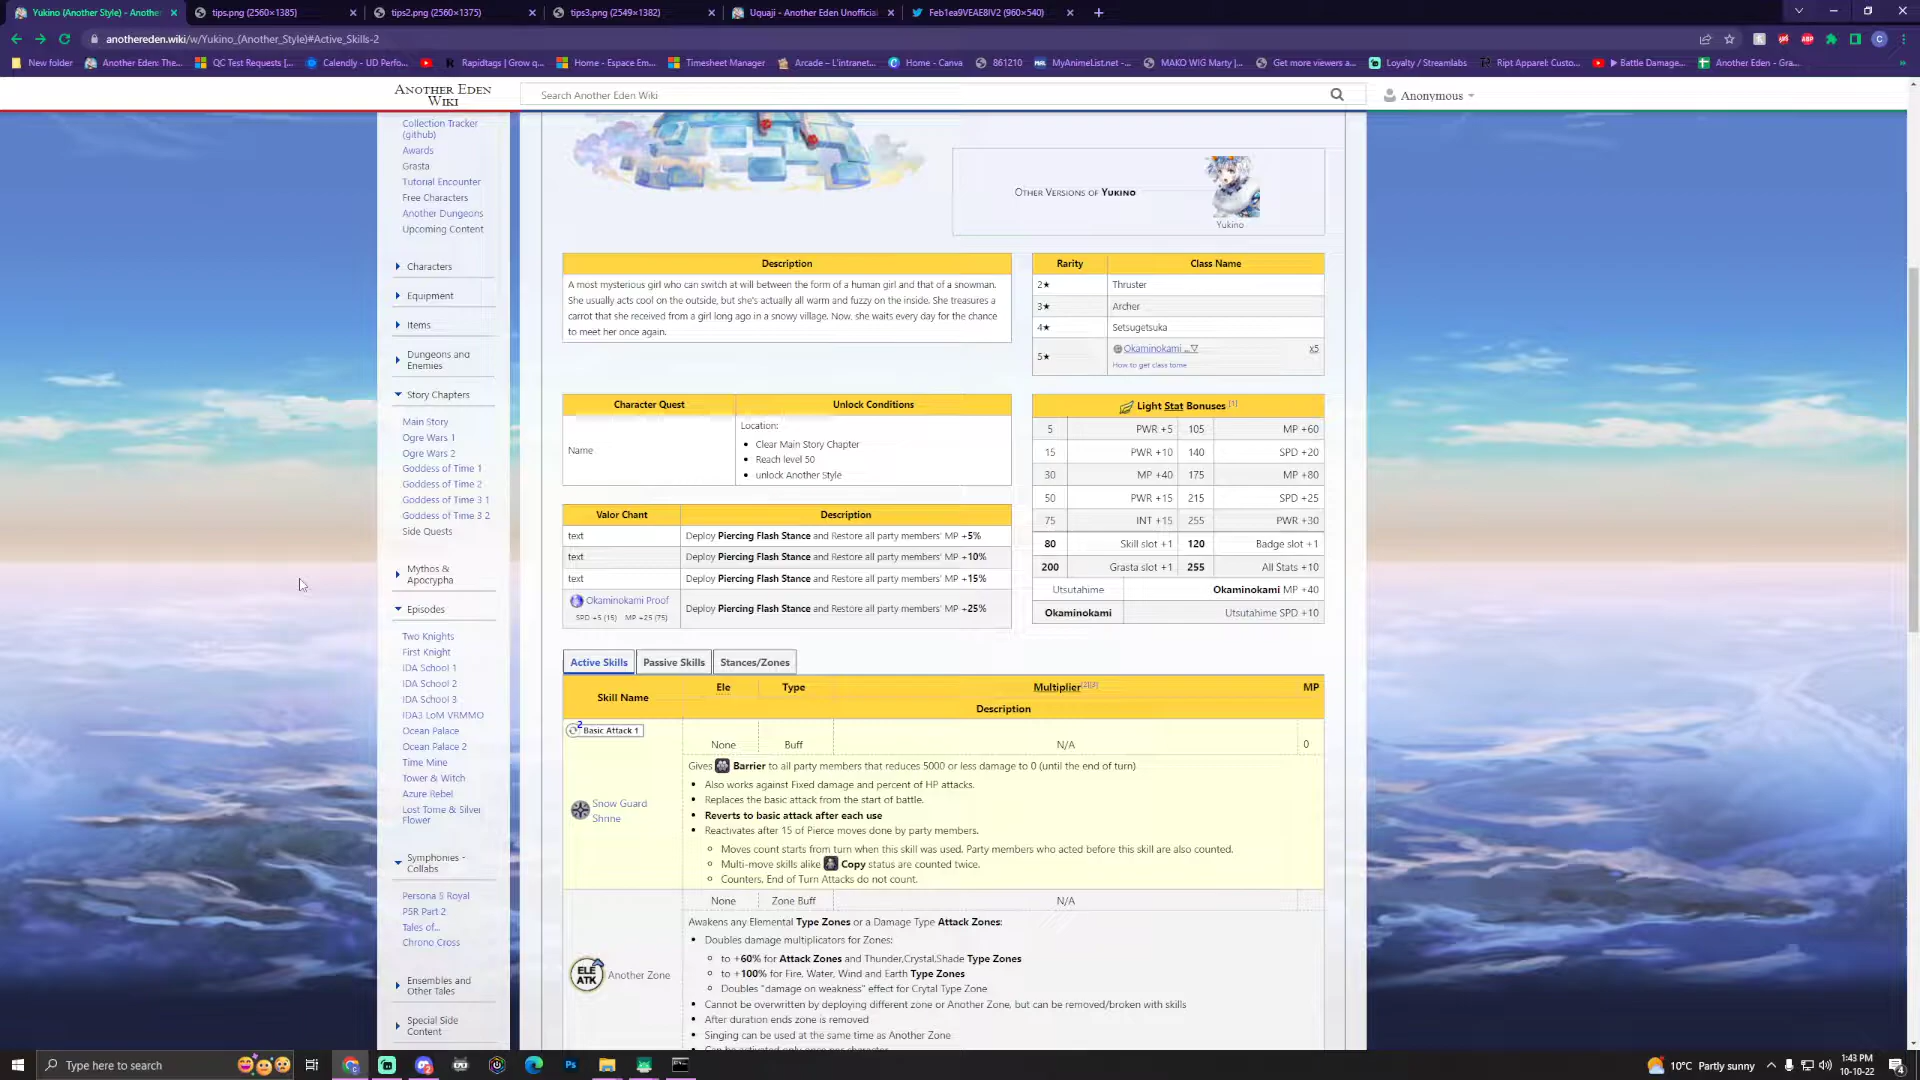 Yukino (Another Style) - Another
tips.png (2560×1385)
tips2.png (2560×1375)
tips3.png (2549×1382)
Uquaji - Another Eden Unofficial
Feb1ea9VEAE8IV2 (960×540)
anothereden.wiki/w/Yukino_(Another_Style)#Active_Skills-2
New folder
Another Eden: The...
QC Test Requests [...
Calendly - UD Perfo...
Rapidtags | Grow q...
Home - Espace Em...
Timesheet Manager
Arcade – L'intranet...
Home - Canva
861210
MyAnimeList.net -...
MAKO WIG Marty |...
Get more viewers a...
Loyalty / Streamlabs
Ript Apparel: Custo...
Battle Damage...
Another Eden - Gra...
ANOTHER EDEN
WIKI
Search Another Eden Wiki
Anonymous
Collection Tracker
(github)
Awards
Grasta
Tutorial Encounter
Free Characters
Another Dungeons
Upcoming Content
Characters
Equipment
Items
Dungeons and
Enemies
Story Chapters
Main Story
Ogre Wars 1
Ogre Wars 2
Goddess of Time 1
Goddess of Time 2
Goddess of Time 3 1
Goddess of Time 3 2
Side Quests
Mythos &
Apocrypha
Episodes
Two Knights
First Knight
IDA School 1
IDA School 2
IDA School 3
IDA3 LoM VRMMO
Ocean Palace
Ocean Palace 2
Time Mine
Tower & Witch
Azure Rebel
Lost Tome & Silver
Flower
Symphonies -
Collabs
Persona 5 Royal
P5R Part 2
Tales of...
Chrono Cross
Ensembles and
Other Tales
Special Side
Content
OTHER VERSIONS OF YUKINO
Yukino
Description
A most mysterious girl who can switch at will between the form of a human girl and that of a snowman.
She usually acts cool on the outside, but she's actually all warm and fuzzy on the inside. She treasures a
carrot that she received from a girl long ago in a snowy village. Now, she waits every day for the chance
to meet her once again.
Rarity Class Name
2★ Thruster
3★ Archer
4★ Setsugetsuka
5★ Okaminokami ...▽ x5
How to get class tome
Character Quest Unlock Conditions
Name
Location:
• Clear Main Story Chapter
• Reach level 50
• unlock Another Style
Light Stat Bonuses [1]
5 PWR +5 105 MP +60
15 PWR +10 140 SPD +20
30 MP +40 175 MP +80
50 PWR +15 215 SPD +25
75 INT +15 255 PWR +30
80 Skill slot +1 120 Badge slot +1
200 Grasta slot +1 255 All Stats +10
Utsutahime Okaminokami MP +40
Okaminokami Utsutahime SPD +10
Valor Chant Description
text Deploy Piercing Flash Stance and Restore all party members' MP +5%
text Deploy Piercing Flash Stance and Restore all party members' MP +10%
text Deploy Piercing Flash Stance and Restore all party members' MP +15%
Okaminokami Proof
SPD +5 (15) MP +25 (75)
Deploy Piercing Flash Stance and Restore all party members' MP +25%
Active Skills Passive Skills Stances/Zones
Skill Name Ele Type Multiplier[2][3] MP
Description
2 Basic Attack 1
None Buff N/A 0
Snow Guard
Shrine
Gives Barrier to all party members that reduces 5000 or less damage to 0 (until the end of turn)
• Also works against Fixed damage and percent of HP attacks.
• Replaces the basic attack from the start of battle.
• Reverts to basic attack after each use
• Reactivates after 15 of Pierce moves done by party members.
Moves count starts from turn when this skill was used. Party members who acted before this skill are also counted.
Multi-move skills alike Copy status are counted twice.
Counters, End of Turn Attacks do not count.
None Zone Buff N/A
ELE
ATK
Another Zone
Awakens any Elemental Type Zones or a Damage Type Attack Zones:
• Doubles damage multiplicators for Zones:
to +60% for Attack Zones and Thunder,Crystal,Shade Type Zones
to +100% for Fire, Water, Wind and Earth Type Zones
Doubles "damage on weakness" effect for Crytal Type Zone
• Cannot be overwritten by deploying different zone or Another Zone, but can be removed/broken with skills
• After duration ends zone is removed
• Singing can be used at the same time as Another Zone
Type here to search
10°C Partly sunny
1:43 PM
10-10-22
4